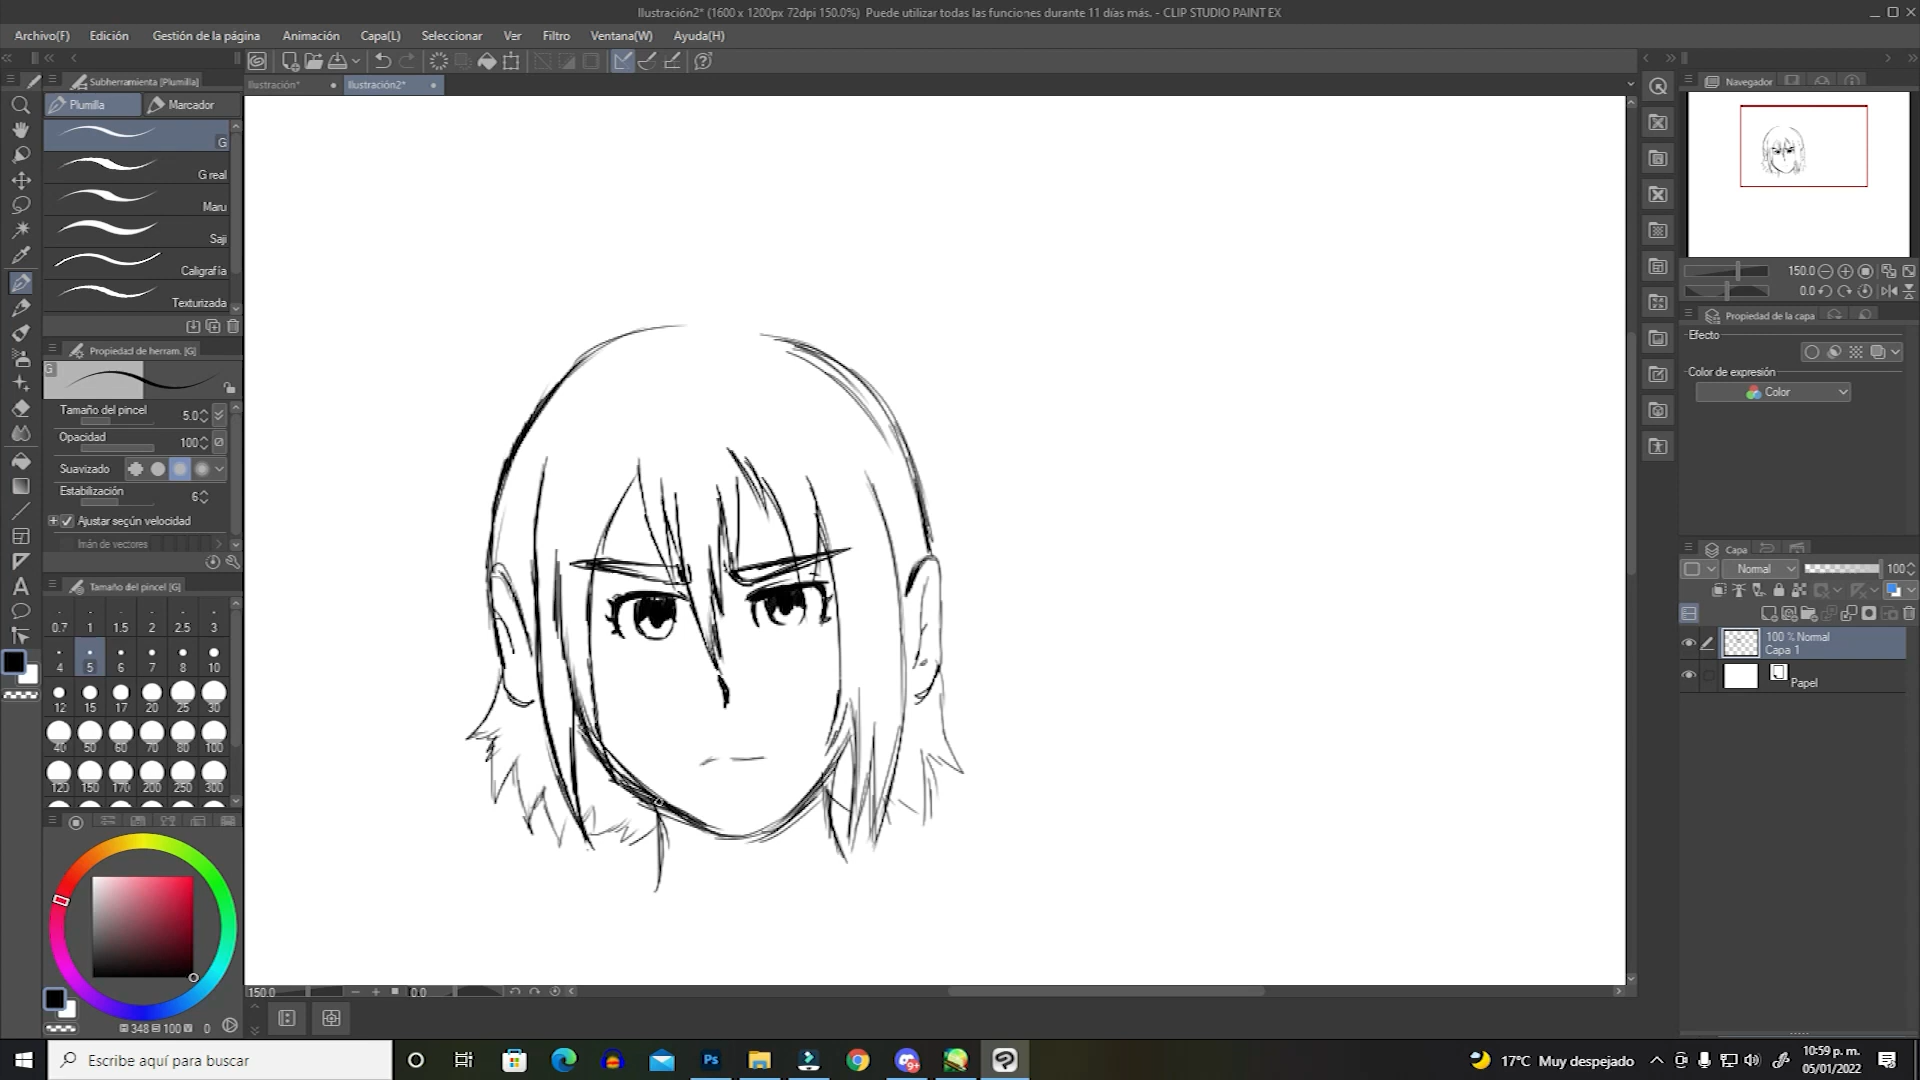 Ilustración2* (1600 x 1200px 72dpi 150.0%)  Puede utilizar todas las funciones durante 11 días más. - CLIP STUDIO PAINT EX
Archivo(F) Edición Gestión de la página Animación Capa(L) Seleccionar Ver Filtro Ventana(W) Ayuda(H)
Subherramienta [Plumilla]
Plumilla Marcador
G
G real
Maru
Saji
Caligrafía
Texturizada
Ilustración* Ilustración2*
Propiedad de herram. [G]
G
Tamaño del pincel 5.0
Opacidad 100
Suavizado
Estabilización 6
Ajustar según velocidad
Imán de vectores
Tamaño del pincel [G]
0.7 1 1.5 2 2.5 3
4 5 6 7 8 10
12 15 17 20 25 30
40 50 60 70 80 100
120 150 170 200 250 300
348 100 0
150.0 0.0
Navegador
150.0
0.0
Propiedad de la capa
Efecto
Color de expresión
Color
Capa
Normal 100
100 % Normal
Capa 1
Papel
Escribe aquí para buscar
Ps
9+
17°C Muy despejado
10:59 p. m.
05/01/2022